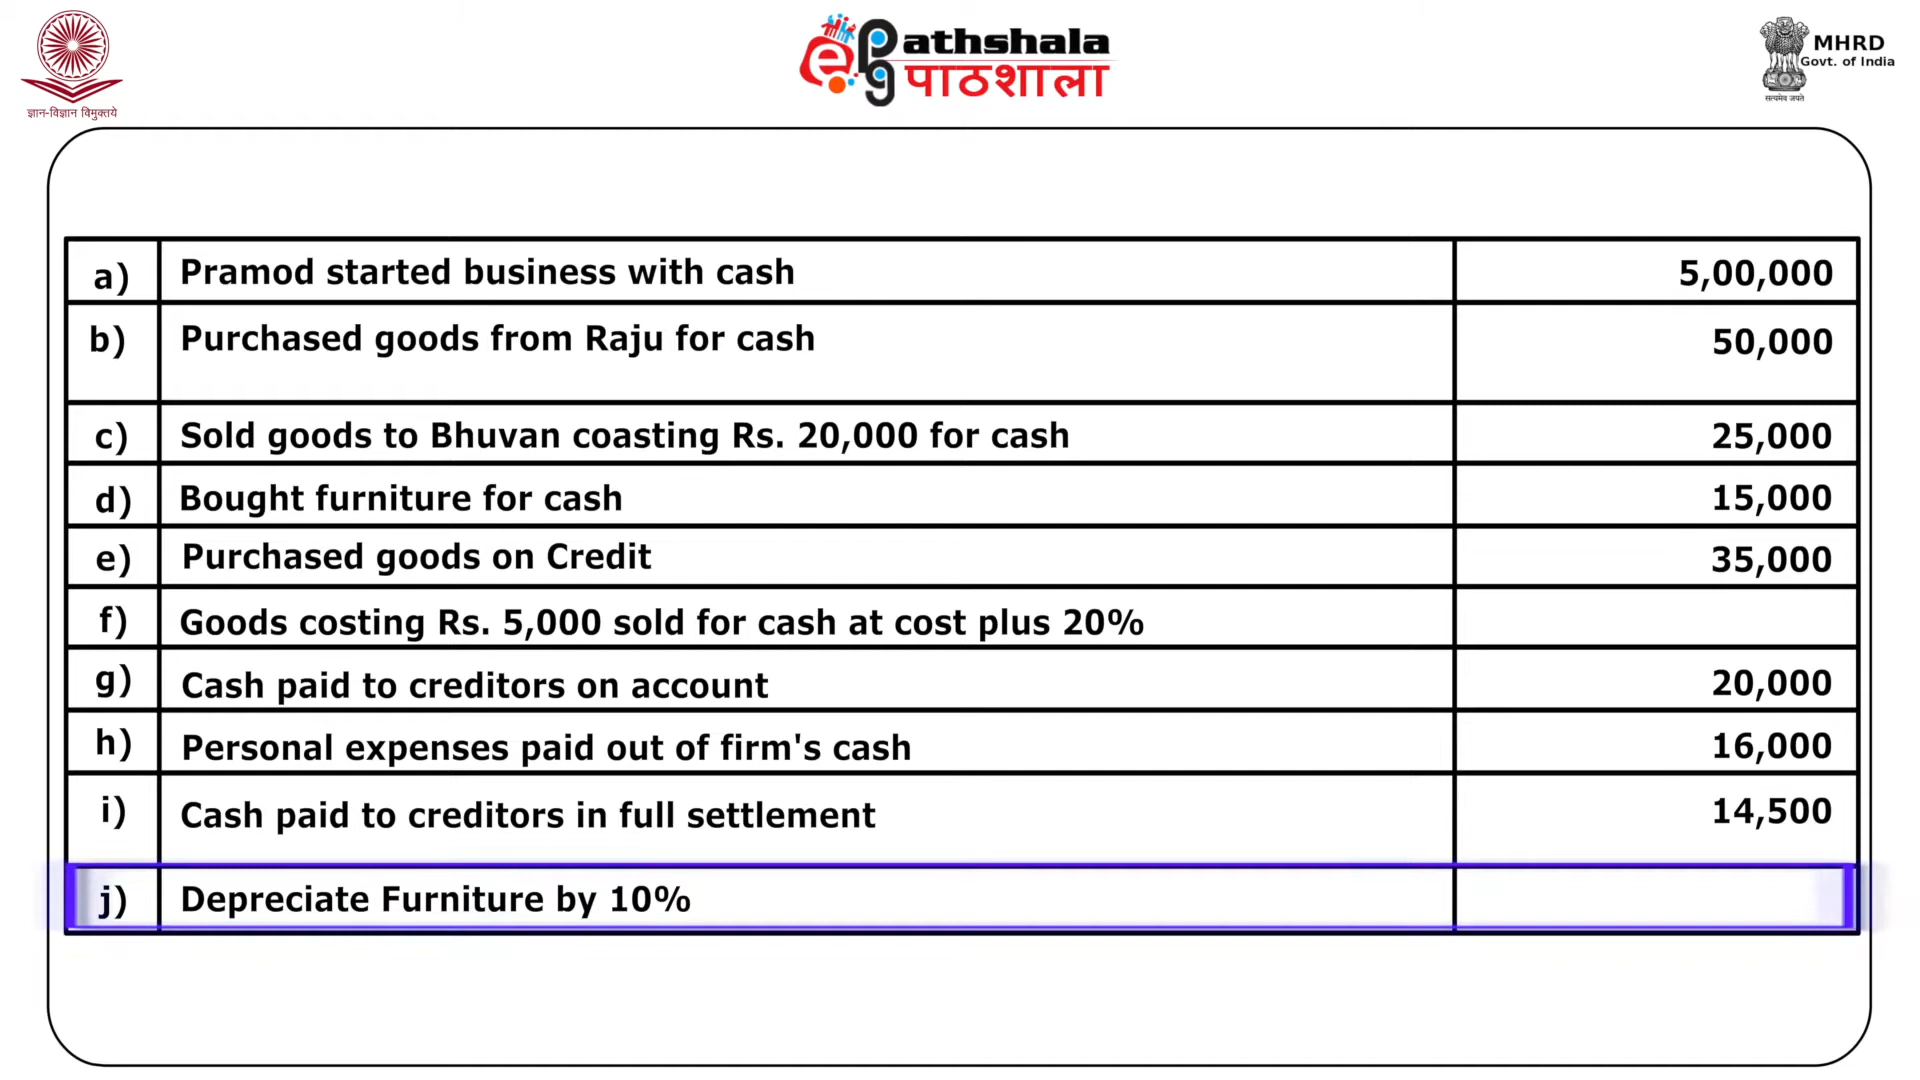 ज्ञान-विज्ञान विमुक्तये
e pg athshala
पाठशाला
MHRD
Govt. of India
सत्यमेव जयते
a) Pramod started business with cash 5,00,000
b) Purchased goods from Raju for cash 50,000
c) Sold goods to Bhuvan coasting Rs. 20,000 for cash 25,000
d) Bought furniture for cash 15,000
e) Purchased goods on Credit 35,000
f) Goods costing Rs. 5,000 sold for cash at cost plus 20%
g) Cash paid to creditors on account 20,000
h) Personal expenses paid out of firm's cash 16,000
i) Cash paid to creditors in full settlement 14,500
j) Depreciate Furniture by 10%